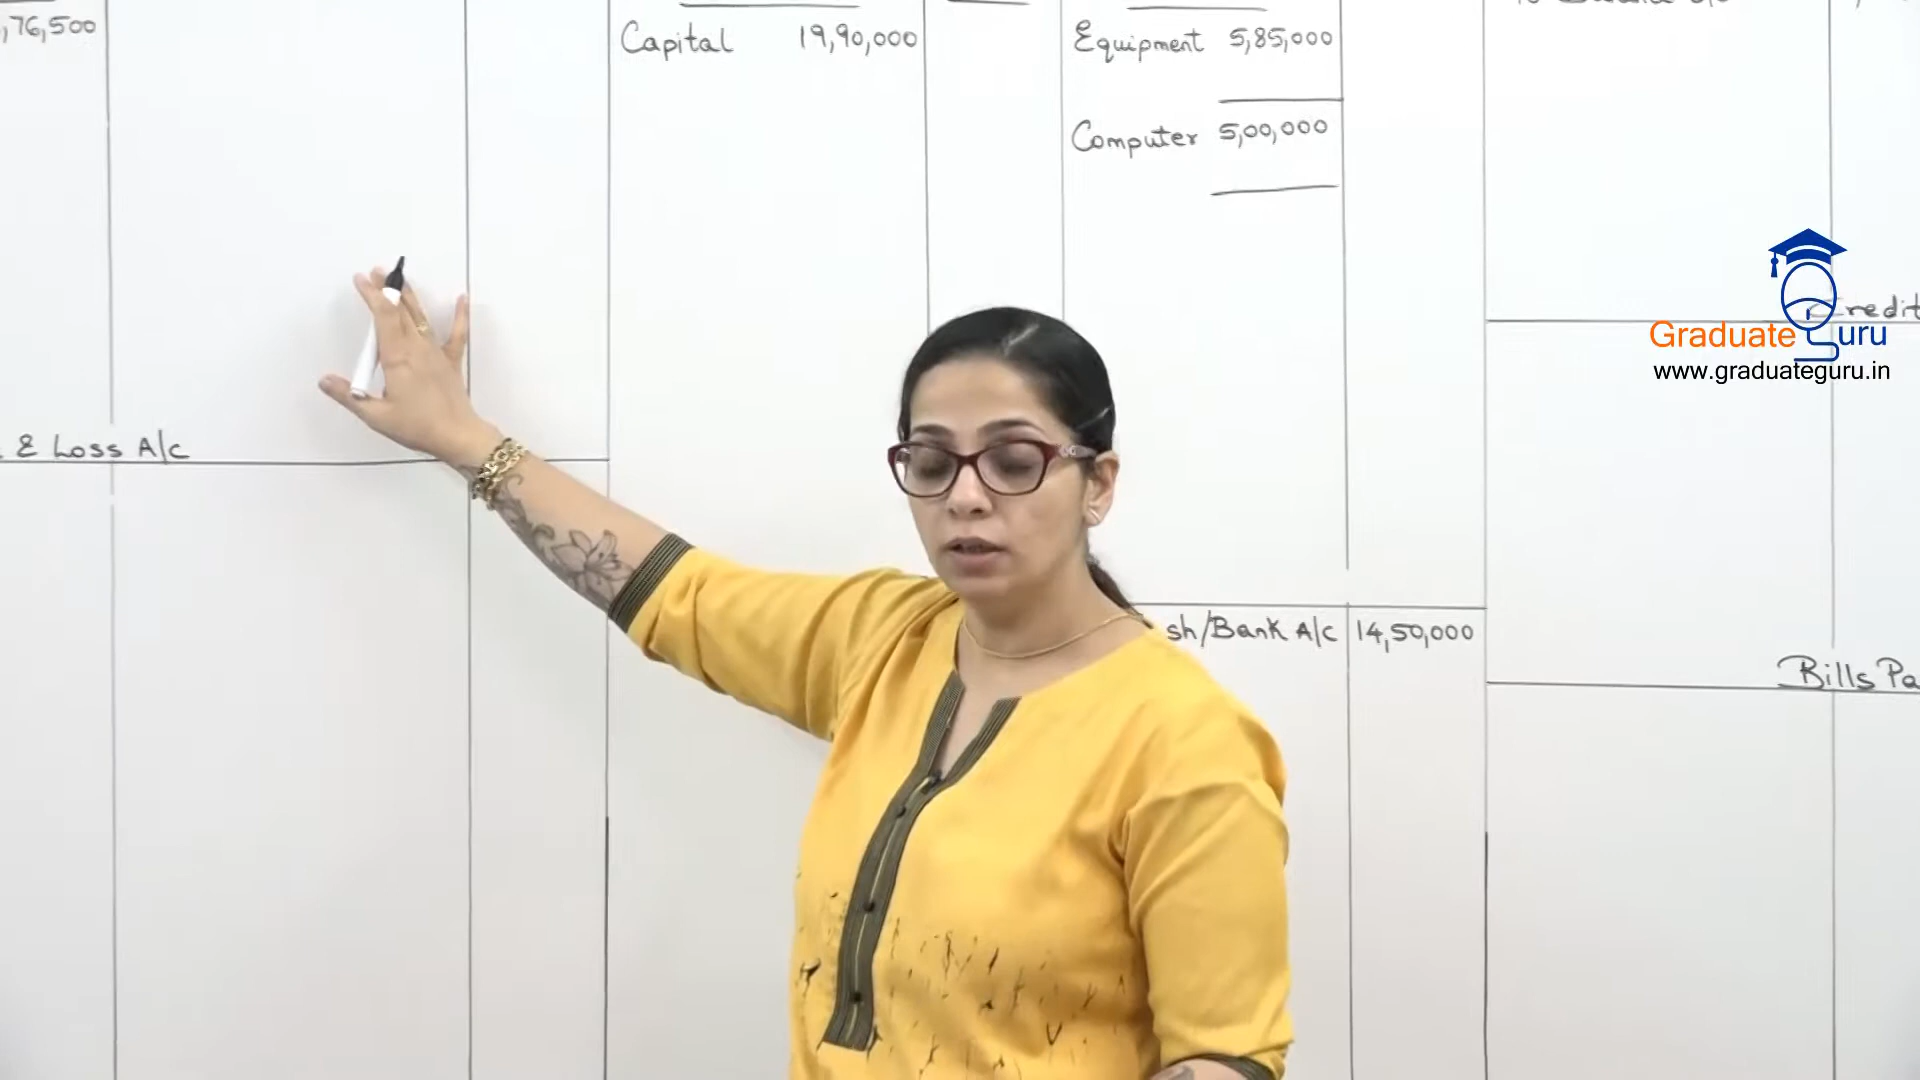 ,76,500
Capital 19,90,000
Equipment 5,85,000
Computer 5,00,000
Credit
Graduate Guru
www.graduateguru.in
& Loss A/c
sh/Bank A/c 14,50,000
Bills Pa